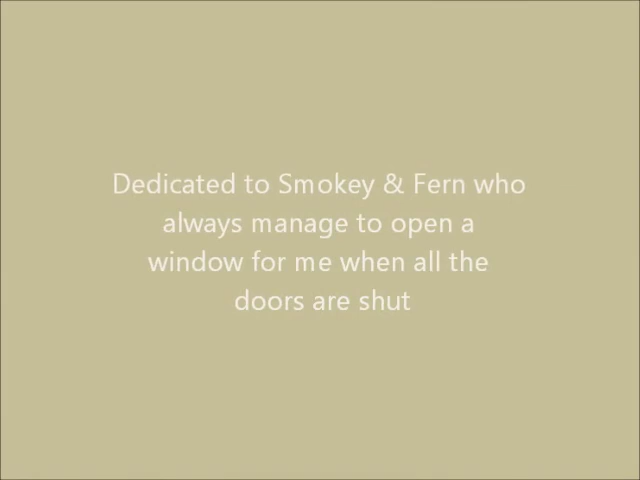 Dedicated to Smokey & Fern who
always manage to open a
window for me when all the
doors are shut